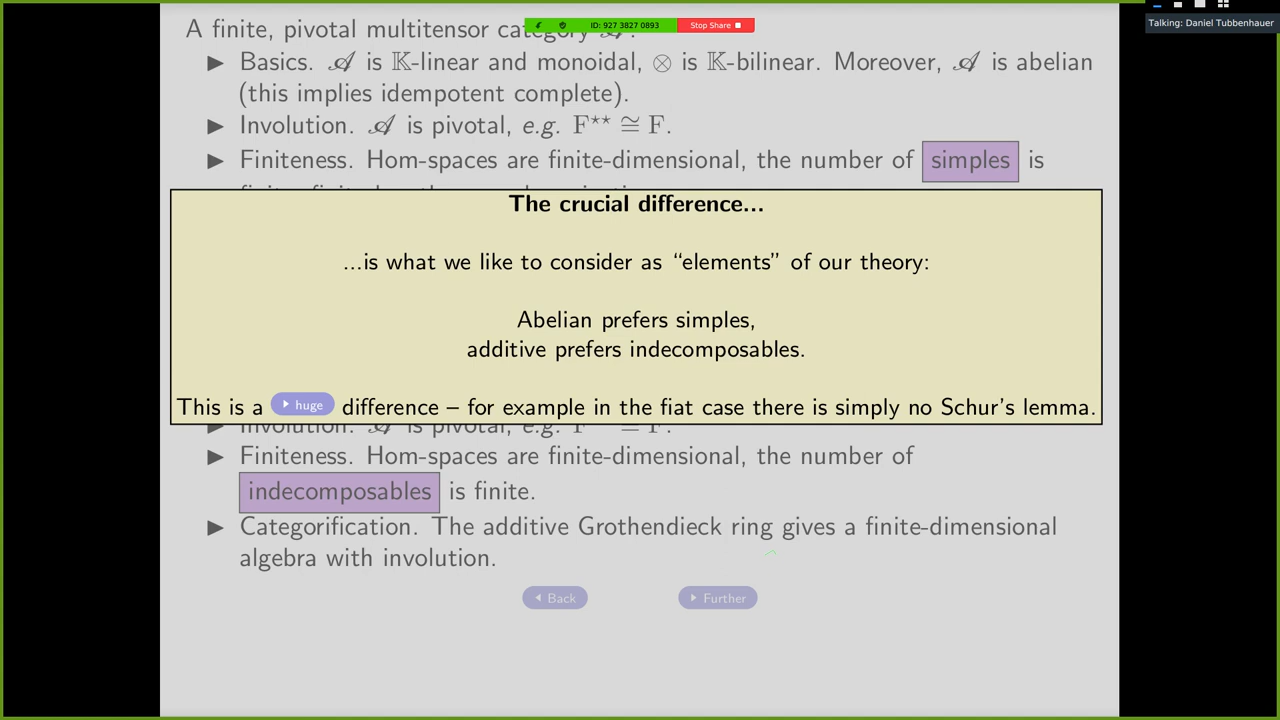 ID: 927 3827 0893 Stop Share
Talking: Daniel Tubbenhauer
A finite, pivotal multitensor category 𝒜:
▶ Basics. 𝒜 is 𝕂-linear and monoidal, ⊗ is 𝕂-bilinear. Moreover, 𝒜 is abelian
(this implies idempotent complete).
▶ Involution. 𝒜 is pivotal, e.g. F** ≅ F.
▶ Finiteness. Hom-spaces are finite-dimensional, the number of simples is
The crucial difference...
...is what we like to consider as “elements” of our theory:
Abelian prefers simples,
additive prefers indecomposables.
This is a ▶ huge difference – for example in the fiat case there is simply no Schur's lemma.
▶ Involution. 𝒜 is pivotal, e.g.
▶ Finiteness. Hom-spaces are finite-dimensional, the number of
indecomposables is finite.
▶ Categorification. The additive Grothendieck ring gives a finite-dimensional
algebra with involution.
◀ Back ▶ Further